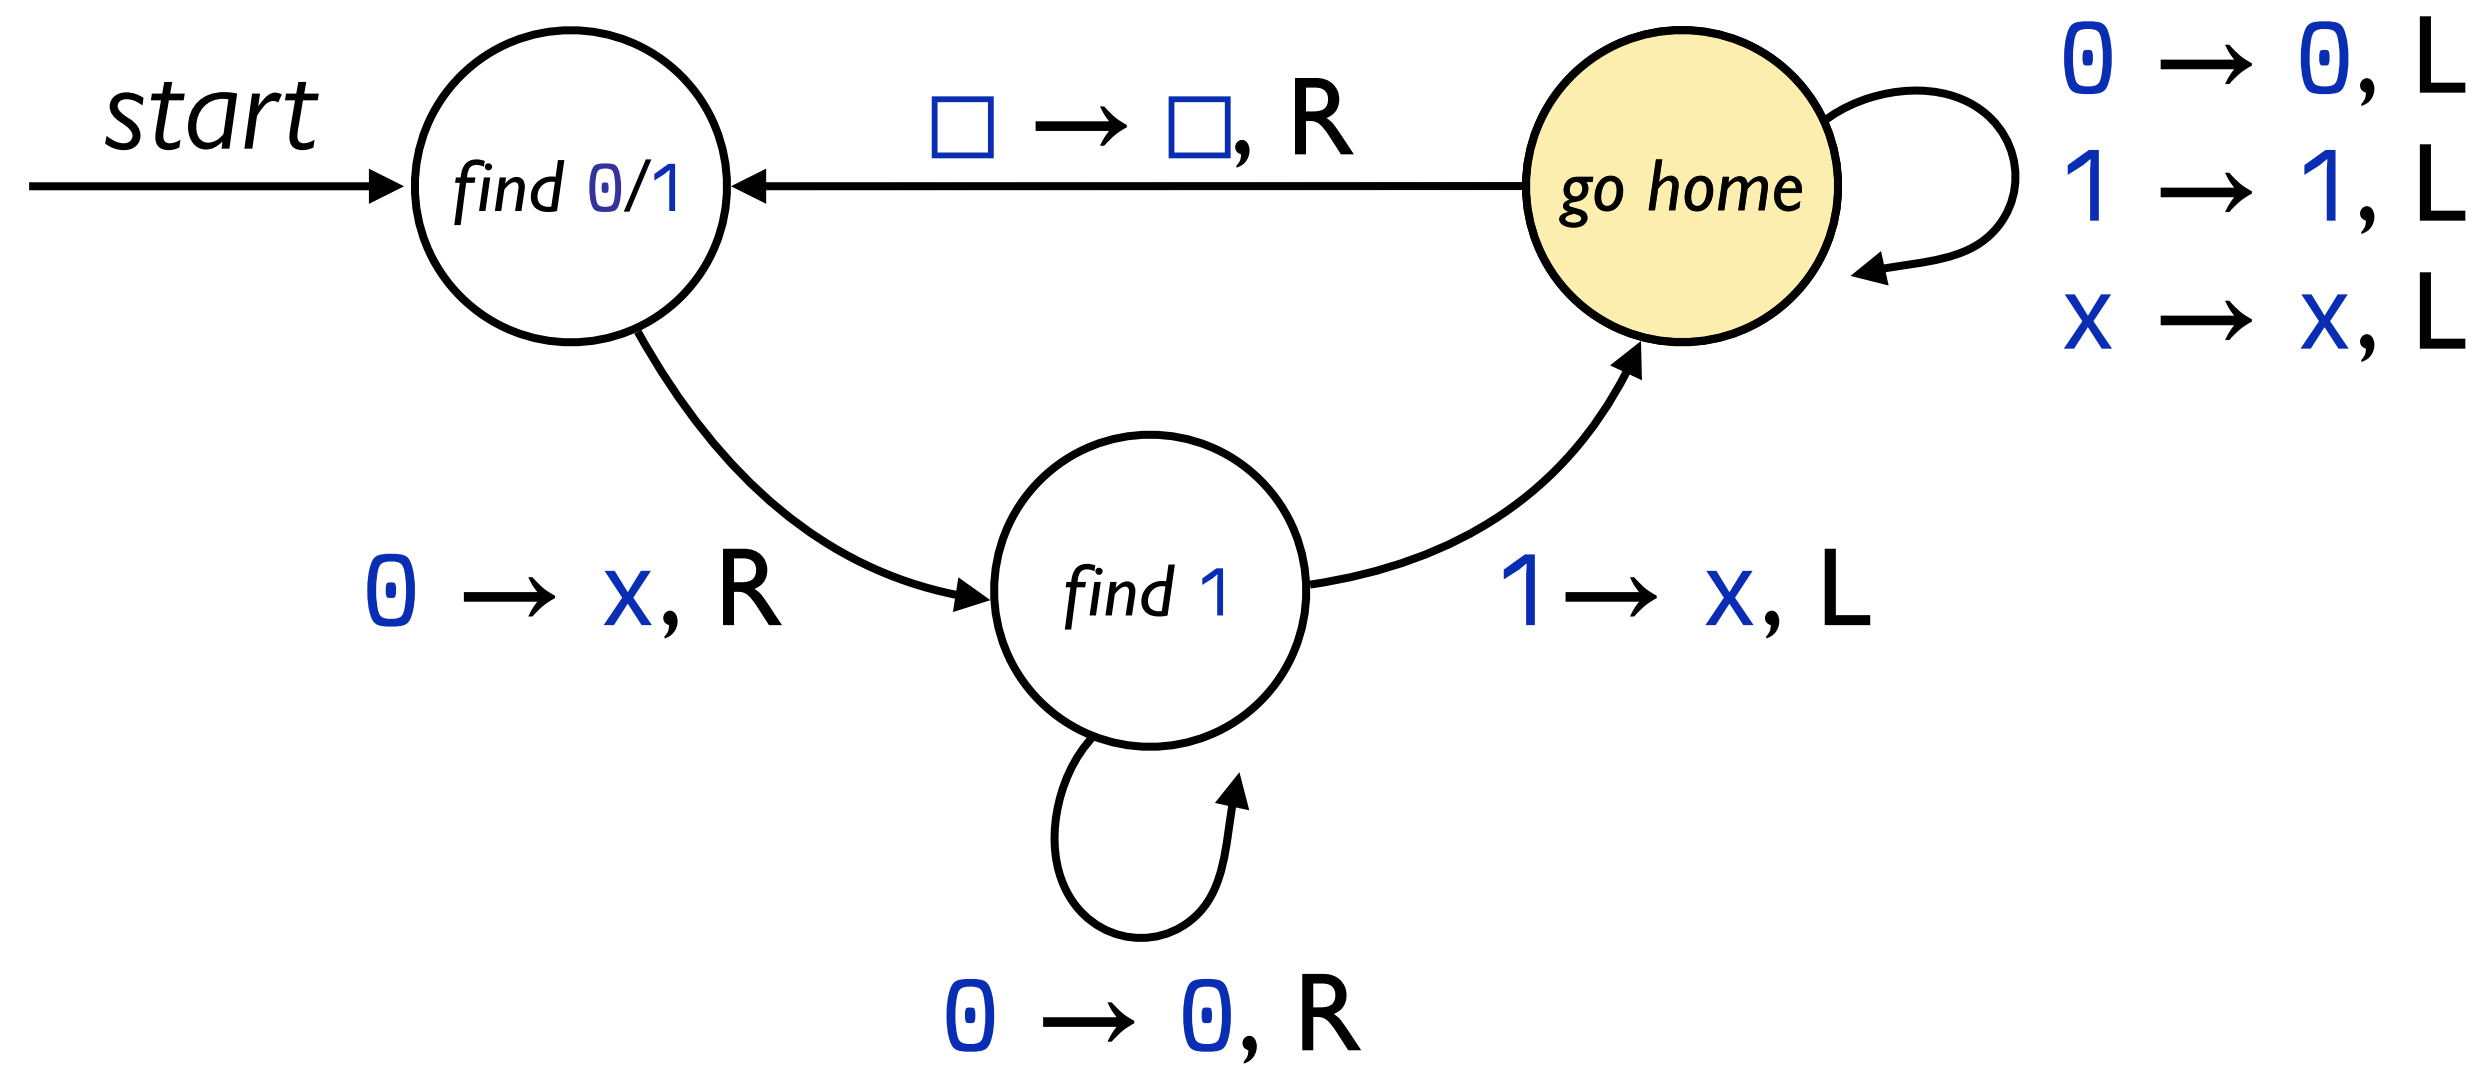 start
find 0/1
□ → □, R
go home
0 → 0, L
1 → 1, L
x → x, L
0 → x, R
find 1
1 → x, L
0 → 0, R